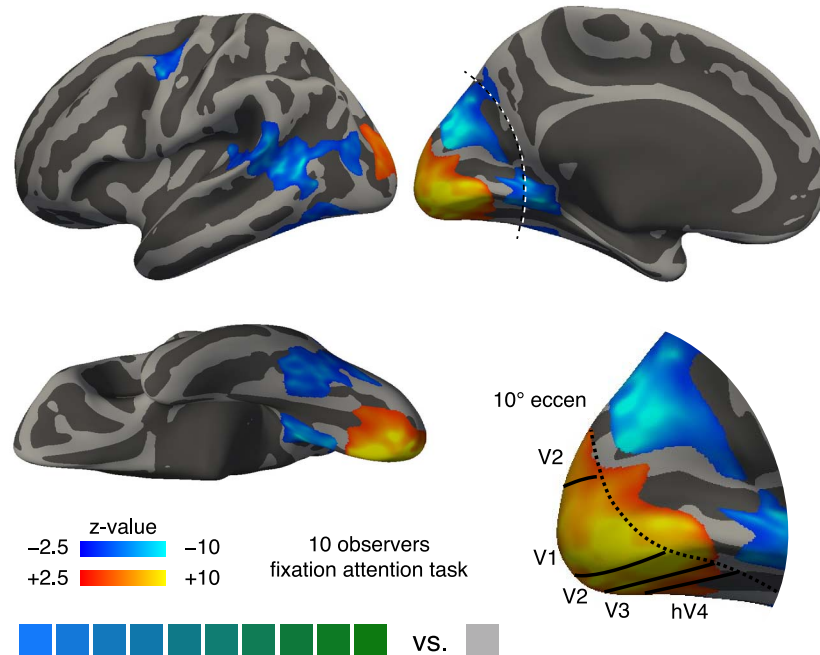 10° eccen
V2
V1
V2
V3
hV4
z-value
−2.5
−10
+2.5
+10
10 observers
fixation attention task
vs.